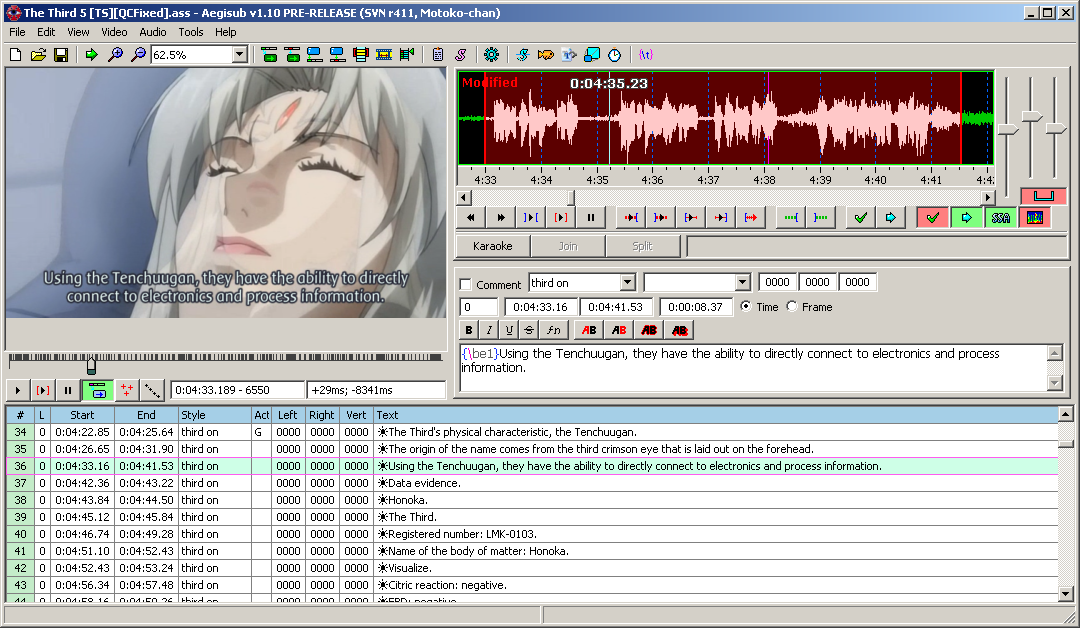 The Third 5 [TS][QCFixed].ass - Aegisub v1.10 PRE-RELEASE (SVN r411, Motoko-chan)
File Edit View Video Audio Tools Help
62.5%
Using the Tenchuugan, they have the ability to directly
connect to electronics and process information.
0:04:33.189 - 6550 +29ms; -8341ms
Modified 0:04:35.23
4:33 4:34 4:35 4:36 4:37 4:38 4:39 4:40 4:41 4:42
SSA
Karaoke Join Split
Comment third on 0000 0000 0000
0 0:04:33.16 0:04:41.53 0:00:08.37 Time Frame
B I U S fn AB AB AB AB
{\be1}Using the Tenchuugan, they have the ability to directly connect to electronics and process
information.
# L Start End Style Act Left Right Vert Text
34 0 0:04:22.85 0:04:25.64 third on G 0000 0000 0000 ☀The Third's physical characteristic, the Tenchuugan.
35 0 0:04:26.65 0:04:31.90 third on 0000 0000 0000 ☀The origin of the name comes from the third crimson eye that is laid out on the forehead.
36 0 0:04:33.16 0:04:41.53 third on 0000 0000 0000 ☀Using the Tenchuugan, they have the ability to directly connect to electronics and process information.
37 0 0:04:42.36 0:04:43.22 third on 0000 0000 0000 ☀Data evidence.
38 0 0:04:43.84 0:04:44.50 third on 0000 0000 0000 ☀Honoka.
39 0 0:04:45.12 0:04:45.84 third on 0000 0000 0000 ☀The Third.
40 0 0:04:46.74 0:04:49.28 third on 0000 0000 0000 ☀Registered number: LMK-0103.
41 0 0:04:51.10 0:04:52.43 third on 0000 0000 0000 ☀Name of the body of matter: Honoka.
42 0 0:04:52.43 0:04:53.24 third on 0000 0000 0000 ☀Visualize.
43 0 0:04:56.34 0:04:57.48 third on 0000 0000 0000 ☀Citric reaction: negative.